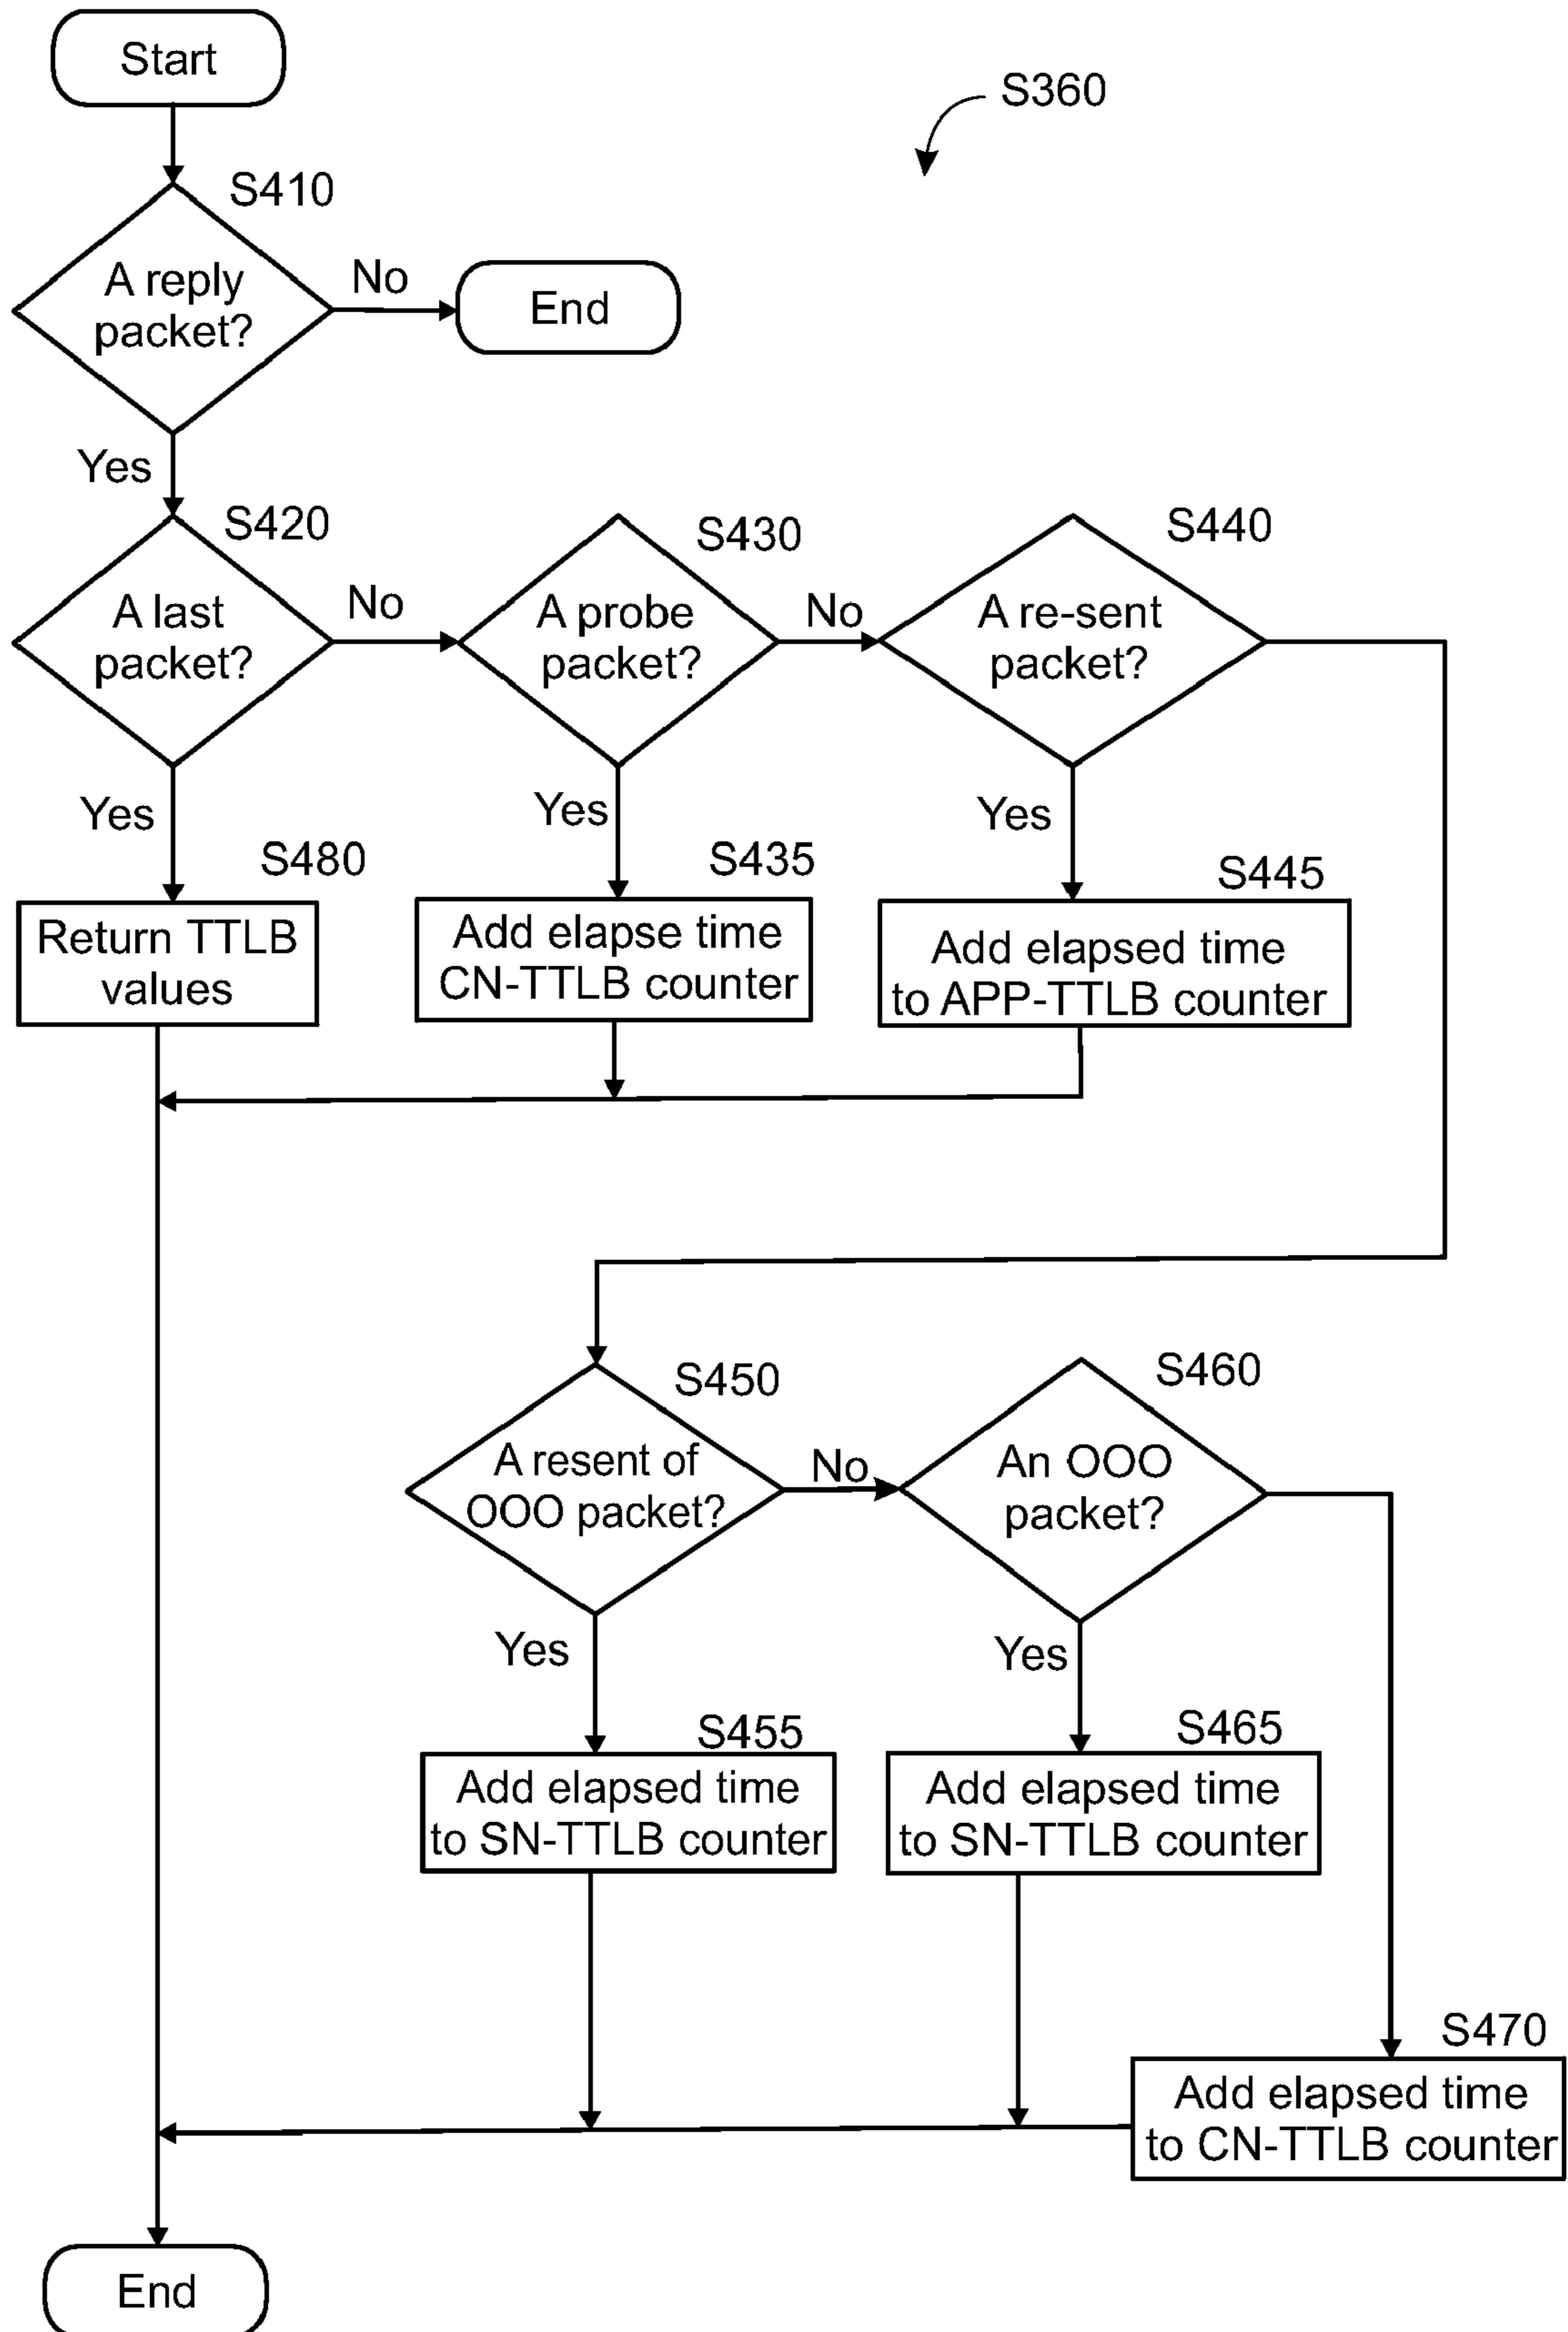 Start
S360
S410
A reply
packet?
No
End
Yes
S420
A last
packet?
No
S430
A probe
packet?
No
S440
A re-sent
packet?
Yes
Yes
Yes
S480
Return TTLB
values
S435
Add elapse time
CN-TTLB counter
S445
Add elapsed time
to APP-TTLB counter
S450
A resent of
OOO packet?
No
S460
An OOO
packet?
Yes
Yes
S455
Add elapsed time
to SN-TTLB counter
S465
Add elapsed time
to SN-TTLB counter
S470
Add elapsed time
to CN-TTLB counter
End